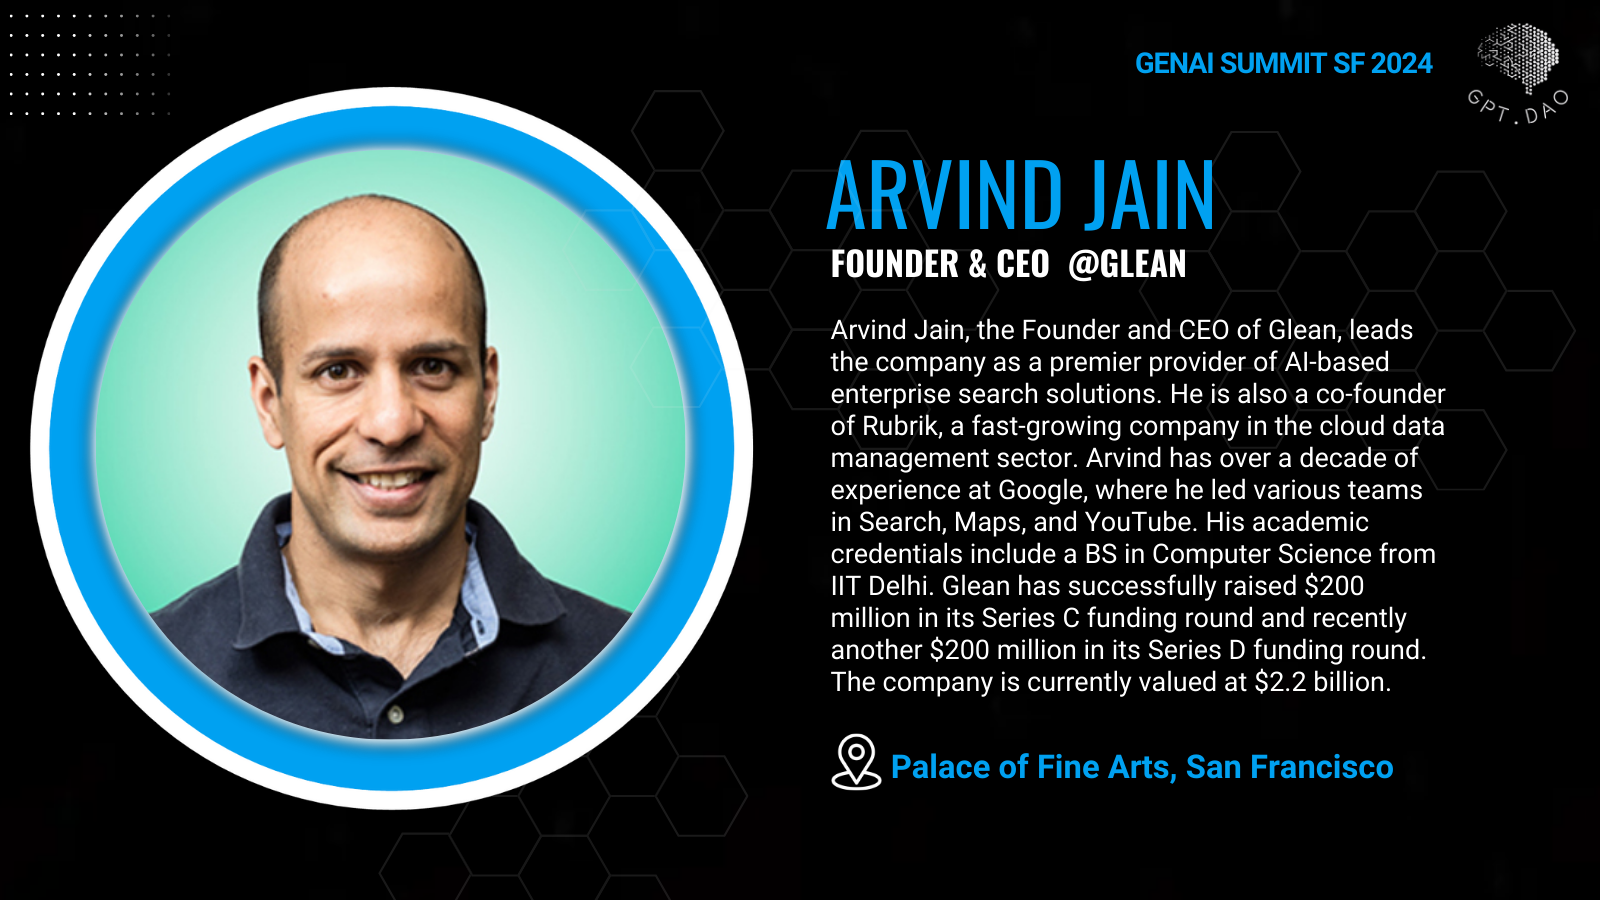 GENAI SUMMIT SF 2024
GPT.DAO
ARVIND JAIN
FOUNDER & CEO @GLEAN
Arvind Jain, the Founder and CEO of Glean, leads
the company as a premier provider of AI-based
enterprise search solutions. He is also a co-founder
of Rubrik, a fast-growing company in the cloud data
management sector. Arvind has over a decade of
experience at Google, where he led various teams
in Search, Maps, and YouTube. His academic
credentials include a BS in Computer Science from
IIT Delhi. Glean has successfully raised $200
million in its Series C funding round and recently
another $200 million in its Series D funding round.
The company is currently valued at $2.2 billion.
Palace of Fine Arts, San Francisco